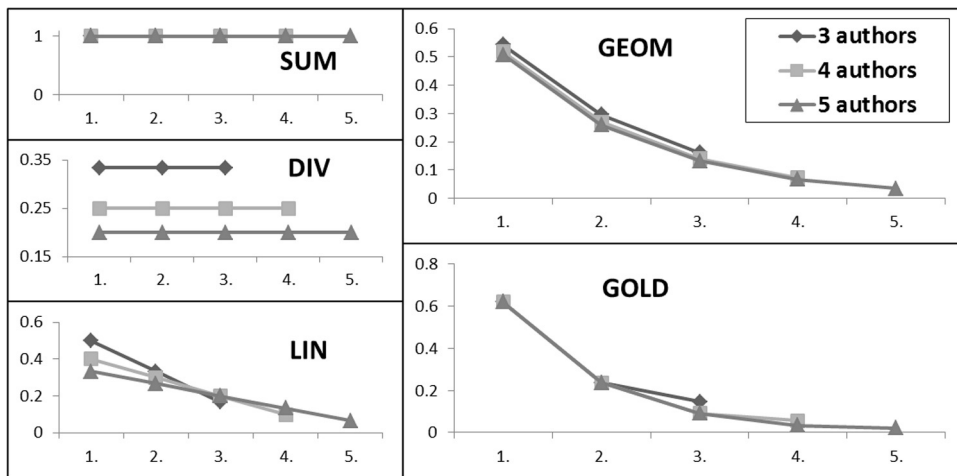 1
SUM
0
1. 2. 3. 4. 5.
0.35
DIV
0.25
0.15
1. 2. 3. 4. 5.
0.6
LIN
0.4
0.2
0
1. 2. 3. 4. 5.
0.6
GEOM
3 authors
4 authors
5 authors
0.5
0.4
0.3
0.2
0.1
0
1. 2. 3. 4. 5.
0.8
GOLD
0.6
0.4
0.2
0
1. 2. 3. 4. 5.